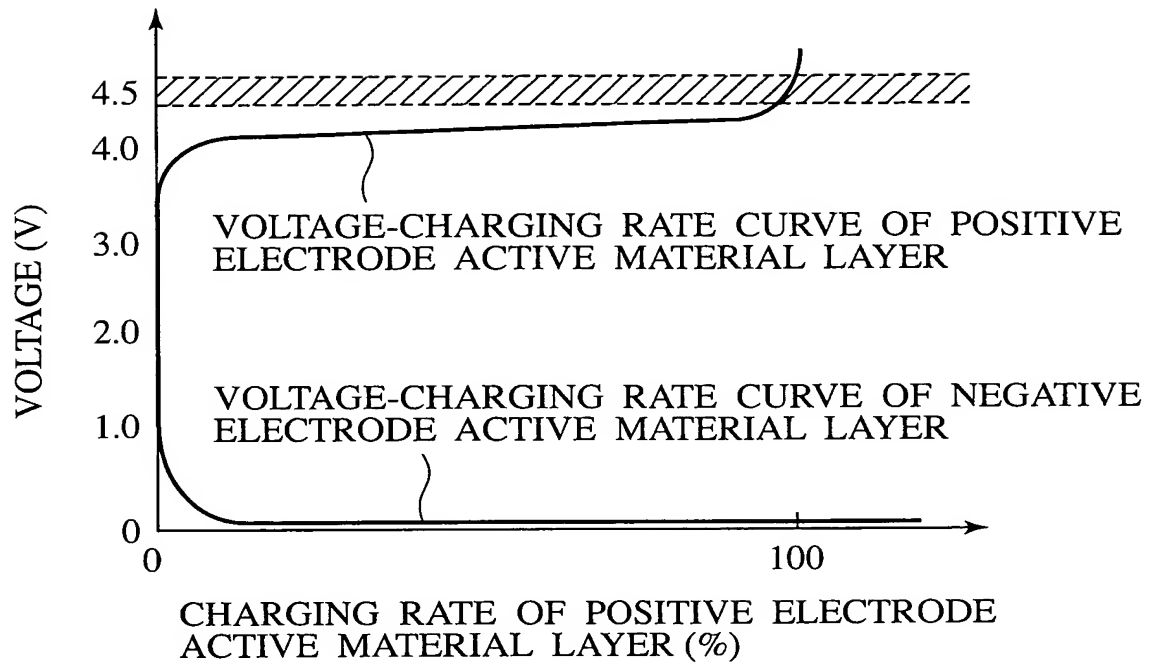 VOLTAGE (V)
4.5
4.0
3.0
2.0
1.0
0
VOLTAGE-CHARGING RATE CURVE OF POSITIVE
ELECTRODE ACTIVE MATERIAL LAYER
VOLTAGE-CHARGING RATE CURVE OF NEGATIVE
ELECTRODE ACTIVE MATERIAL LAYER
0
100
CHARGING RATE OF POSITIVE ELECTRODE
ACTIVE MATERIAL LAYER (%)